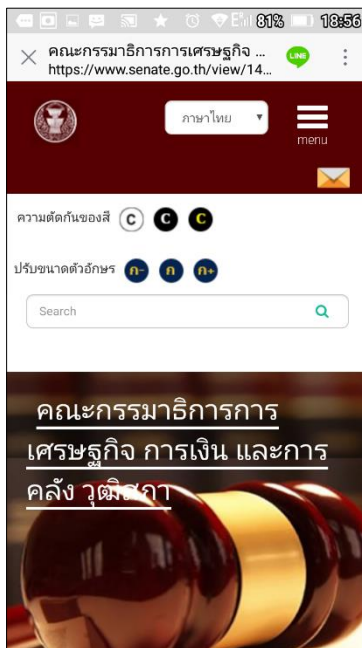 81% 18:56
คณะกรรมาธิการการเศรษฐกิจ ...
https://www.senate.go.th/view/14...
LINE
ภาษาไทย
menu
ความตัดกันของสี C C C
ปรับขนาดตัวอักษร ก- ก ก+
Search
คณะกรรมาธิการการ
เศรษฐกิจ การเงิน และการ
คลัง วุฒิสภา